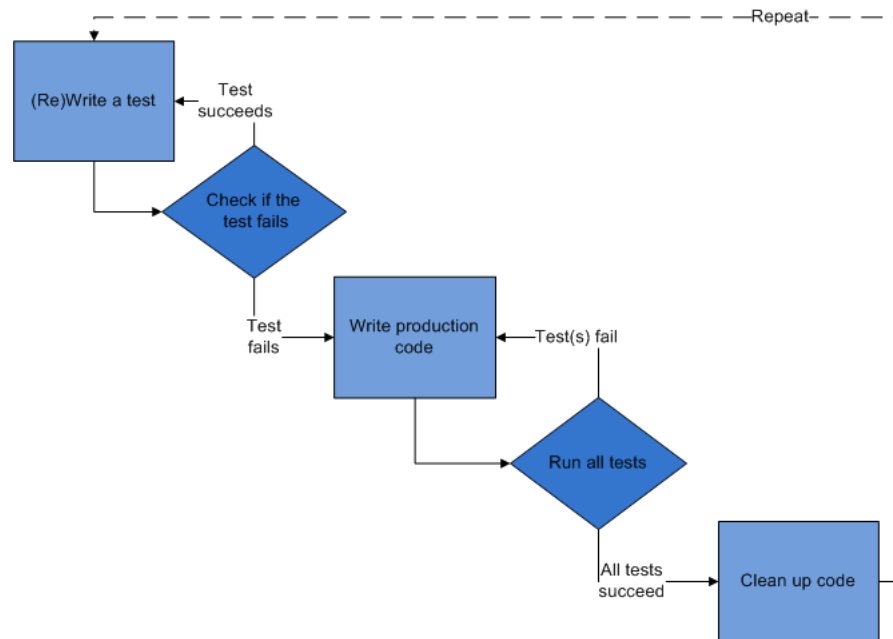 Repeat
(Re)Write a test
Test
succeeds
Check if the
test fails
Test
fails
Write production
code
Test(s) fail
Run all tests
All tests
succeed
Clean up code